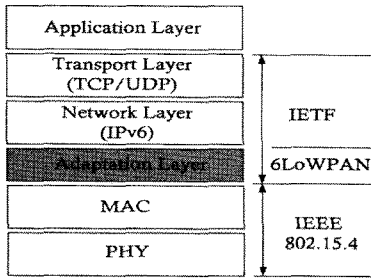 Application Layer
Transport Layer
(TCP/UDP)
Network Layer
(IPv6)
IETF
Adaptation Layer
6LoWPAN
MAC
PHY
IEEE
802.15.4